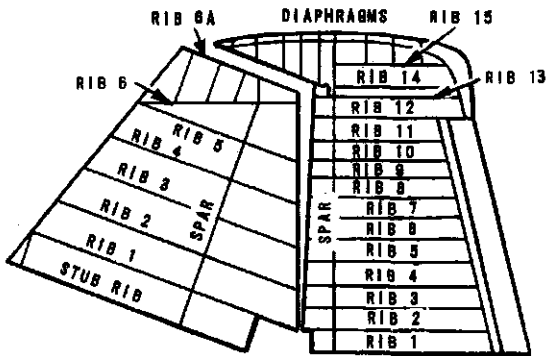 RIB 6A
DIAPHRAGMS
RIB 15
RIB 14
RIB 13
RIB 6
RIB 12
RIB 5
RIB 11
RIB 4
RIB 10
RIB 9
RIB 3
RIB 8
RIB 7
RIB 2
SPAR
SPAR
RIB 6
RIB 5
RIB 1
RIB 4
STUB RIB
RIB 3
RIB 2
RIB 1